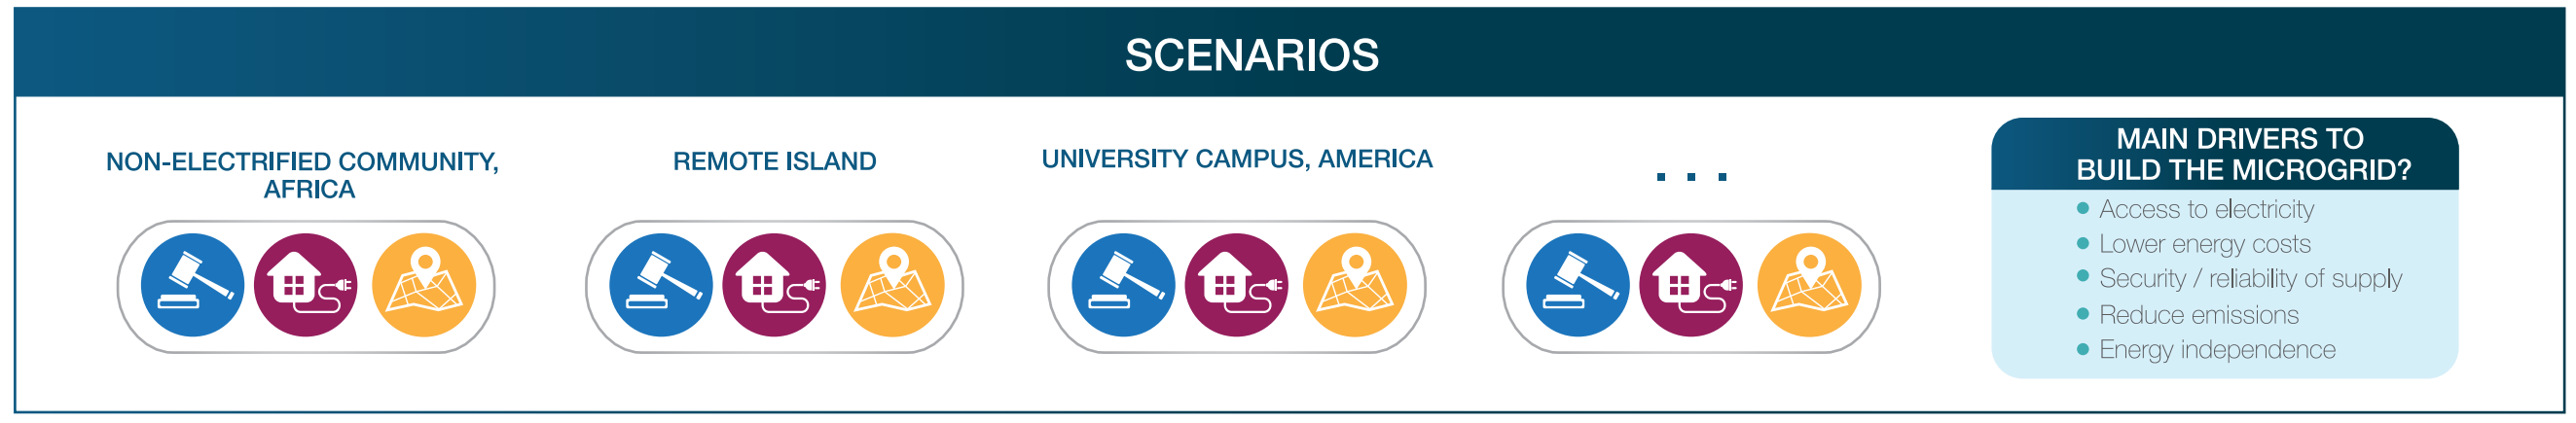 SCENARIOS
NON-ELECTRIFIED COMMUNITY,
AFRICA
REMOTE ISLAND
UNIVERSITY CAMPUS, AMERICA
...
MAIN DRIVERS TO
BUILD THE MICROGRID?
Access to electricity
Lower energy costs
Security / reliability of supply
Reduce emissions
Energy independence